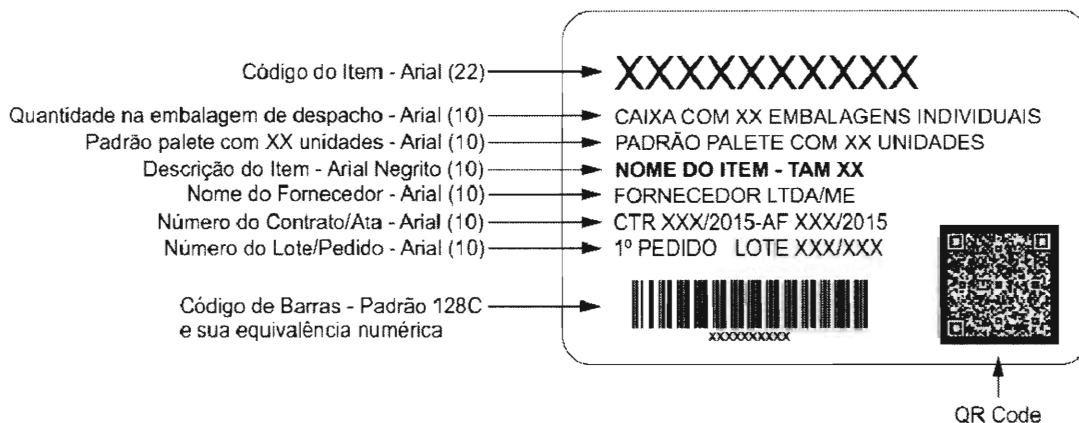 Código do Item - Arial (22) XXXXXXXXXX
Quantidade na embalagem de despacho - Arial (10) CAIXA COM XX EMBALAGENS INDIVIDUAIS
Padrão palete com XX unidades - Arial (10) PADRÃO PALETE COM XX UNIDADES
Descrição do Item - Arial Negrito (10) NOME DO ITEM - TAM XX
Nome do Fornecedor - Arial (10) FORNECEDOR LTDA/ME
Número do Contrato/Ata - Arial (10) CTR XXX/2015-AF XXX/2015
Número do Lote/Pedido - Arial (10) 1º PEDIDO LOTE XXX/XXX
Código de Barras - Padrão 128C
e sua equivalência numérica
XXXXXXXXXX
QR Code